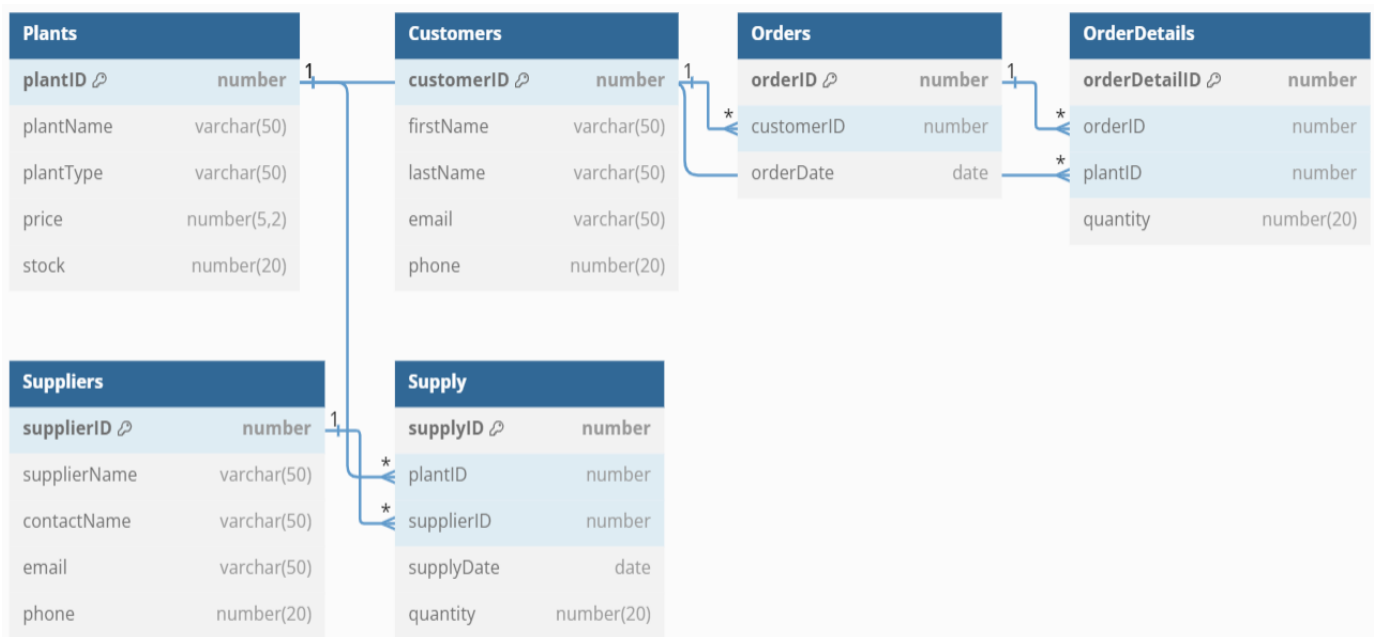 Plants
plantID number
plantName varchar(50)
plantType varchar(50)
price number(5,2)
stock number(20)
Customers
customerID number
firstName varchar(50)
lastName varchar(50)
email varchar(50)
phone number(20)
Orders
orderID number
customerID number
orderDate date
OrderDetails
orderDetailID number
orderID number
plantID number
quantity number(20)
1
1
*
1
*
*
Suppliers
supplierID number
supplierName varchar(50)
contactName varchar(50)
email varchar(50)
phone number(20)
Supply
supplyID number
plantID number
supplierID number
supplyDate date
quantity number(20)
1
*
*